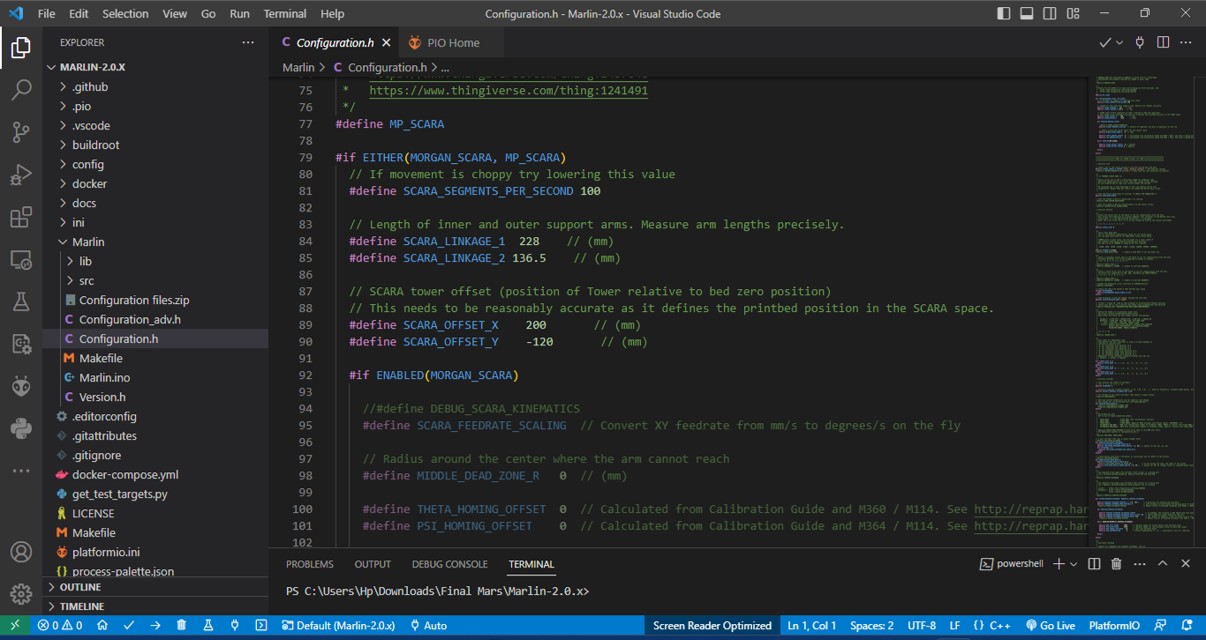 File Edit Selection View Go Run Terminal Help
Configuration.h - Marlin-2.0.x - Visual Studio Code
EXPLORER
MARLIN-2.0.X
.github
.pio
.vscode
buildroot
config
docker
docs
ini
Marlin
lib
src
Configuration files.zip
Configuration_adv.h
Configuration.h
Makefile
Marlin.ino
Version.h
.editorconfig
.gitattributes
.gitignore
docker-compose.yml
get_test_targets.py
LICENSE
Makefile
platformio.ini
process-palette.json
OUTLINE
TIMELINE
Configuration.h
PIO Home
Marlin > C Configuration.h > ...
75 * https://www.thingiverse.com/thing:1241491
76 */
77 #define MP_SCARA
78
79 #if EITHER(MORGAN_SCARA, MP_SCARA)
80 // If movement is choppy try lowering this value
81 #define SCARA_SEGMENTS_PER_SECOND 100
82
83 // Length of inner and outer support arms. Measure arm lengths precisely.
84 #define SCARA_LINKAGE_1 228 // (mm)
85 #define SCARA_LINKAGE_2 136.5 // (mm)
86
87 // SCARA tower offset (position of Tower relative to bed zero position)
88 // This needs to be reasonably accurate as it defines the printbed position in the SCARA space.
89 #define SCARA_OFFSET_X 200 // (mm)
90 #define SCARA_OFFSET_Y -120 // (mm)
91
92 #if ENABLED(MORGAN_SCARA)
93
94 //#define DEBUG_SCARA_KINEMATICS
95 #define SCARA_FEEDRATE_SCALING // Convert XY feedrate from mm/s to degrees/s on the fly
96
97 // Radius around the center where the arm cannot reach
98 #define MIDDLE_DEAD_ZONE_R 0 // (mm)
99
100 #define THETA_HOMING_OFFSET 0 // Calculated from Calibration Guide and M360 / M114. See http://reprap.har
101 #define PSI_HOMING_OFFSET 0 // Calculated from Calibration Guide and M364 / M114. See http://reprap.har
102
PROBLEMS OUTPUT DEBUG CONSOLE TERMINAL
powershell
PS C:\Users\Hp\Downloads\Final Mars\Marlin-2.0.x>
0 0 Default (Marlin-2.0.x) Auto Screen Reader Optimized Ln 1, Col 1 Spaces: 2 UTF-8 LF {} C++ Go Live PlatformIO